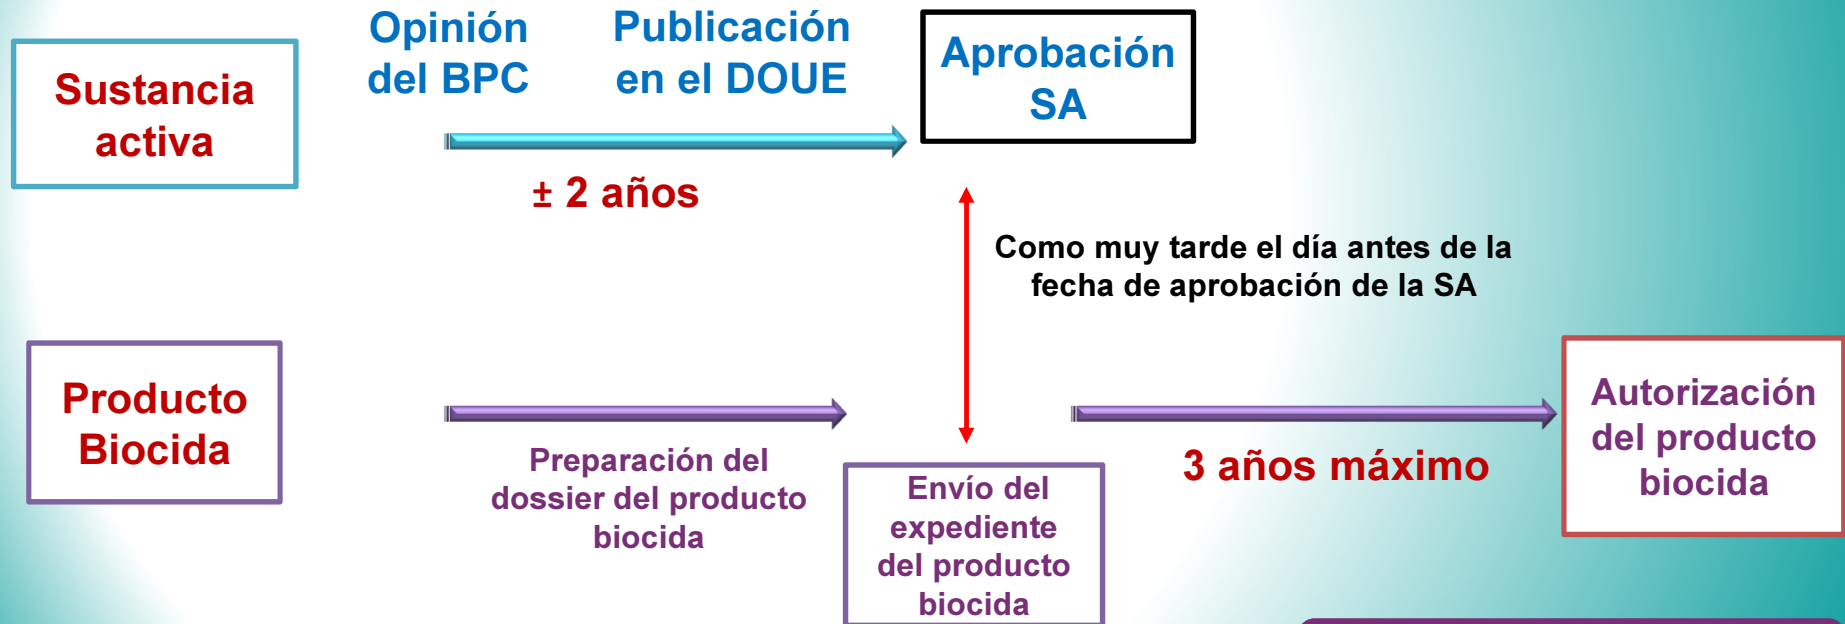 Sustancia
activa
Opinión
del BPC
Publicación
en el DOUE
Aprobación
SA
± 2 años
Como muy tarde el día antes de la
fecha de aprobación de la SA
Producto
Biocida
Preparación del
dossier del producto
biocida
Envío del
expediente
del producto
biocida
3 años máximo
Autorización
del producto
biocida